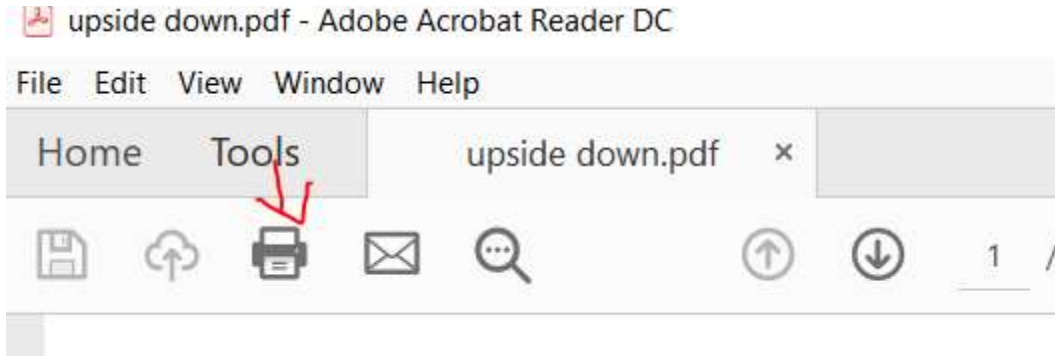 upside down.pdf - Adobe Acrobat Reader DC
File Edit View Window Help
Home Tools upside down.pdf ×
1 /